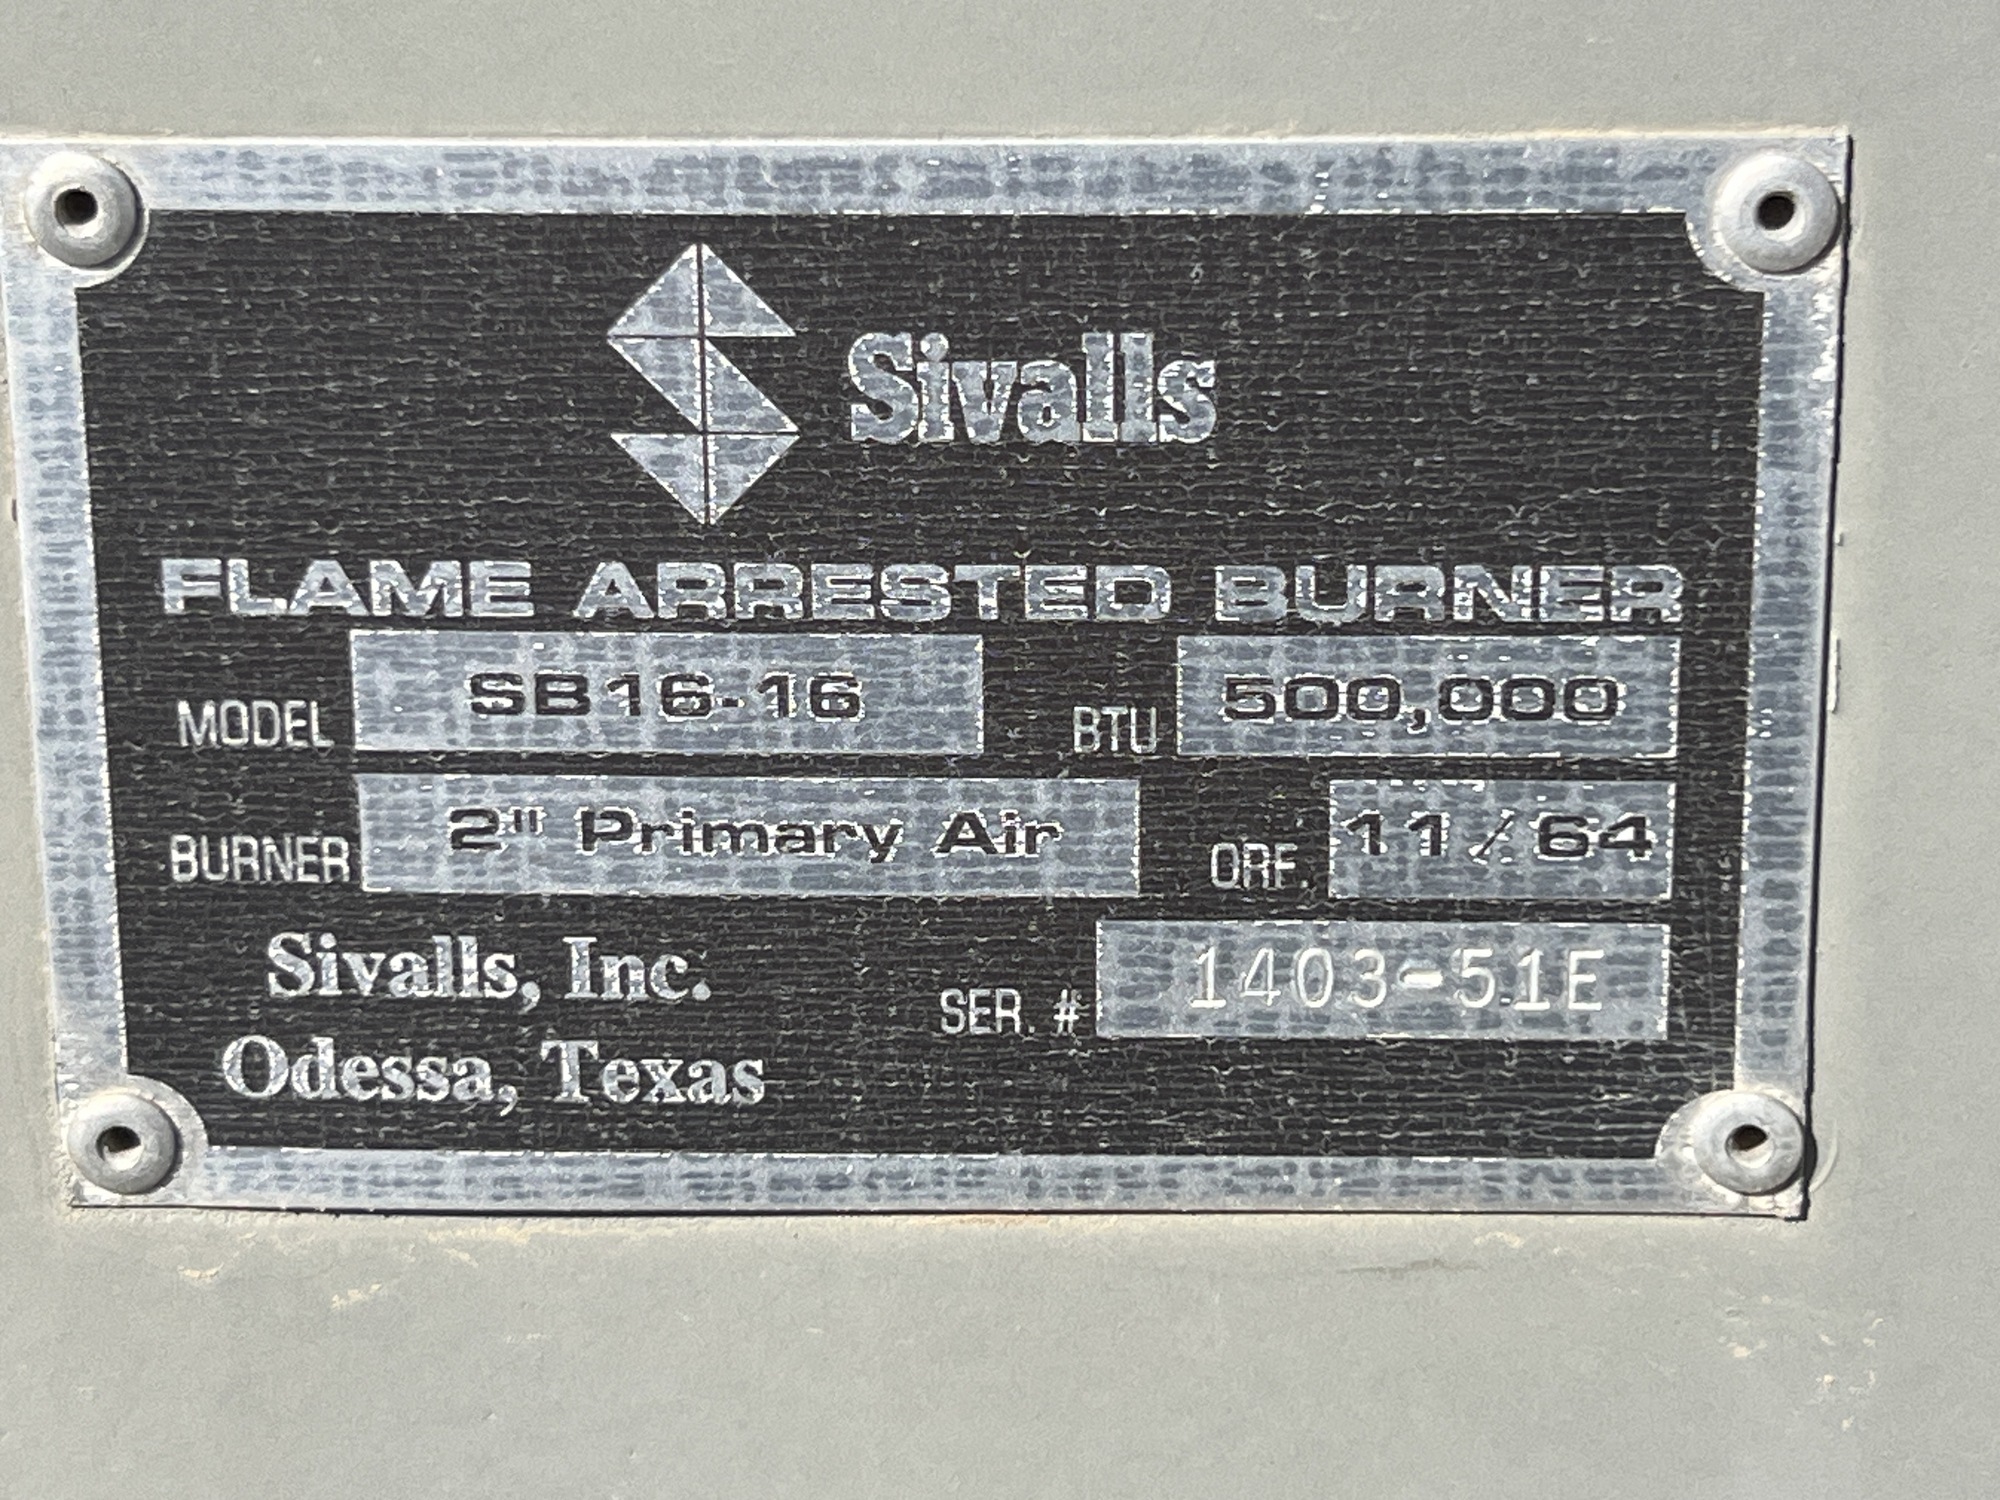 Sivalls
FLAME ARRESTED BURNER
MODEL SB16-16 BTU 500,000
BURNER 2" Primary Air ORF. 11/64
Sivalls, Inc. SER. # 1403-51E
Odessa, Texas